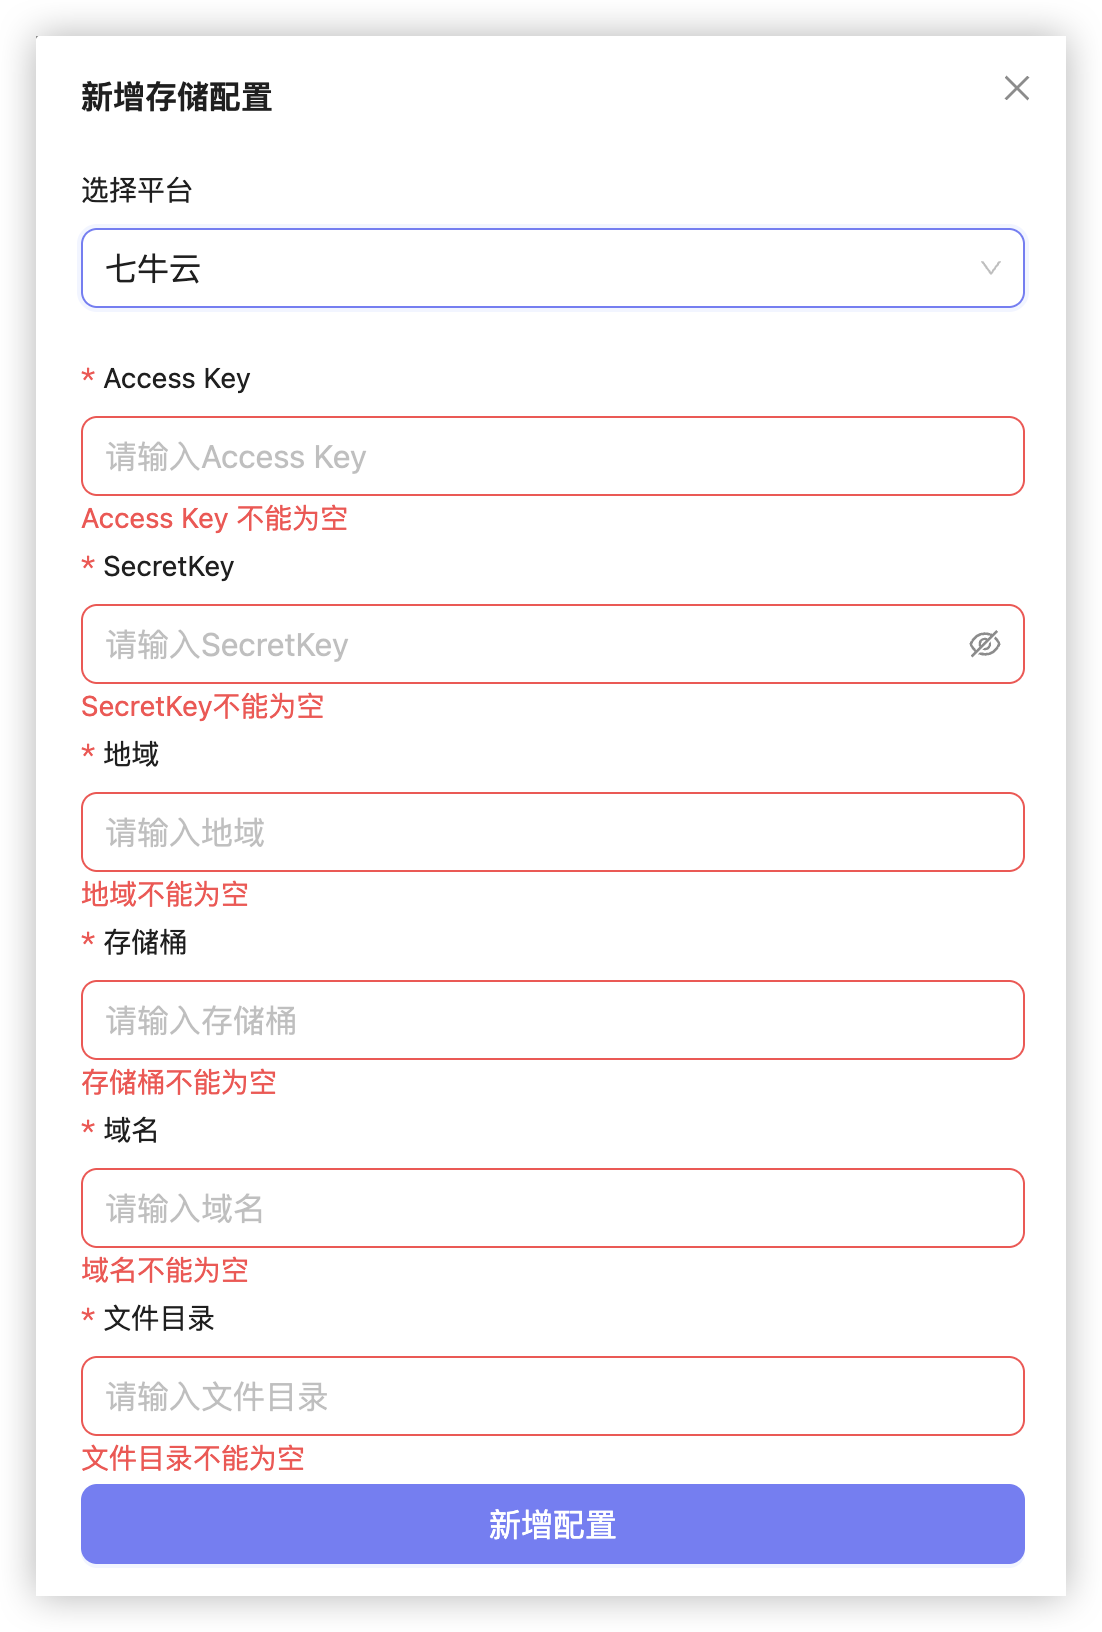 新增存储配置
选择平台
七牛云
* Access Key
请输入Access Key
Access Key 不能为空
* SecretKey
请输入SecretKey
SecretKey不能为空
* 地域
请输入地域
地域不能为空
* 存储桶
请输入存储桶
存储桶不能为空
* 域名
请输入域名
域名不能为空
* 文件目录
请输入文件目录
文件目录不能为空
新增配置